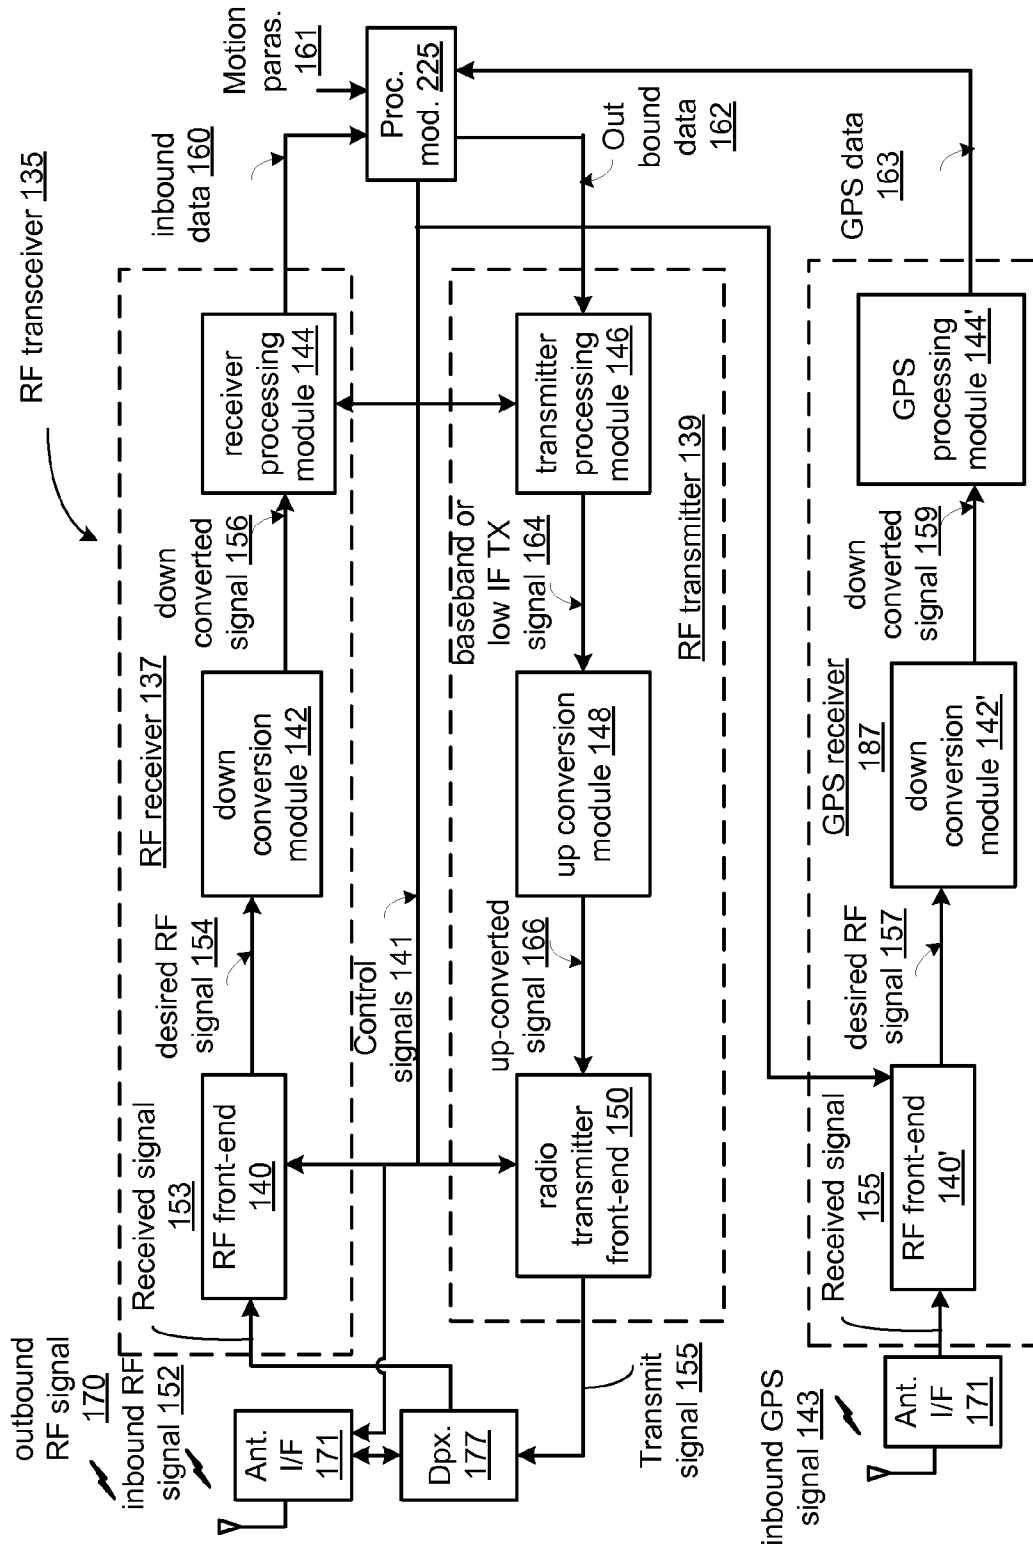 RF transceiver 135
outbound
RF signal
170
inbound RF
signal 152
Ant.
I/F
171
Dpx.
177
Received signal
153
RF front-end
140
desired RF
signal 154
RF receiver 137
down
conversion
module 142
down
converted
signal 156
receiver
processing
module 144
inbound
data 160
Motion
paras.
161
Proc.
mod. 225
Control
signals 141
Out
bound
data
162
Transmit
signal 155
radio
transmitter
front-end 150
up-converted
signal 166
up conversion
module 148
baseband or
low IF TX
signal 164
transmitter
processing
module 146
RF transmitter 139
inbound GPS
signal 143
Ant.
I/F
171
Received signal
155
RF front-end
140'
desired RF
signal 157
GPS receiver
187
down
conversion
module 142'
down
converted
signal 159
GPS
processing
module 144'
GPS data
163